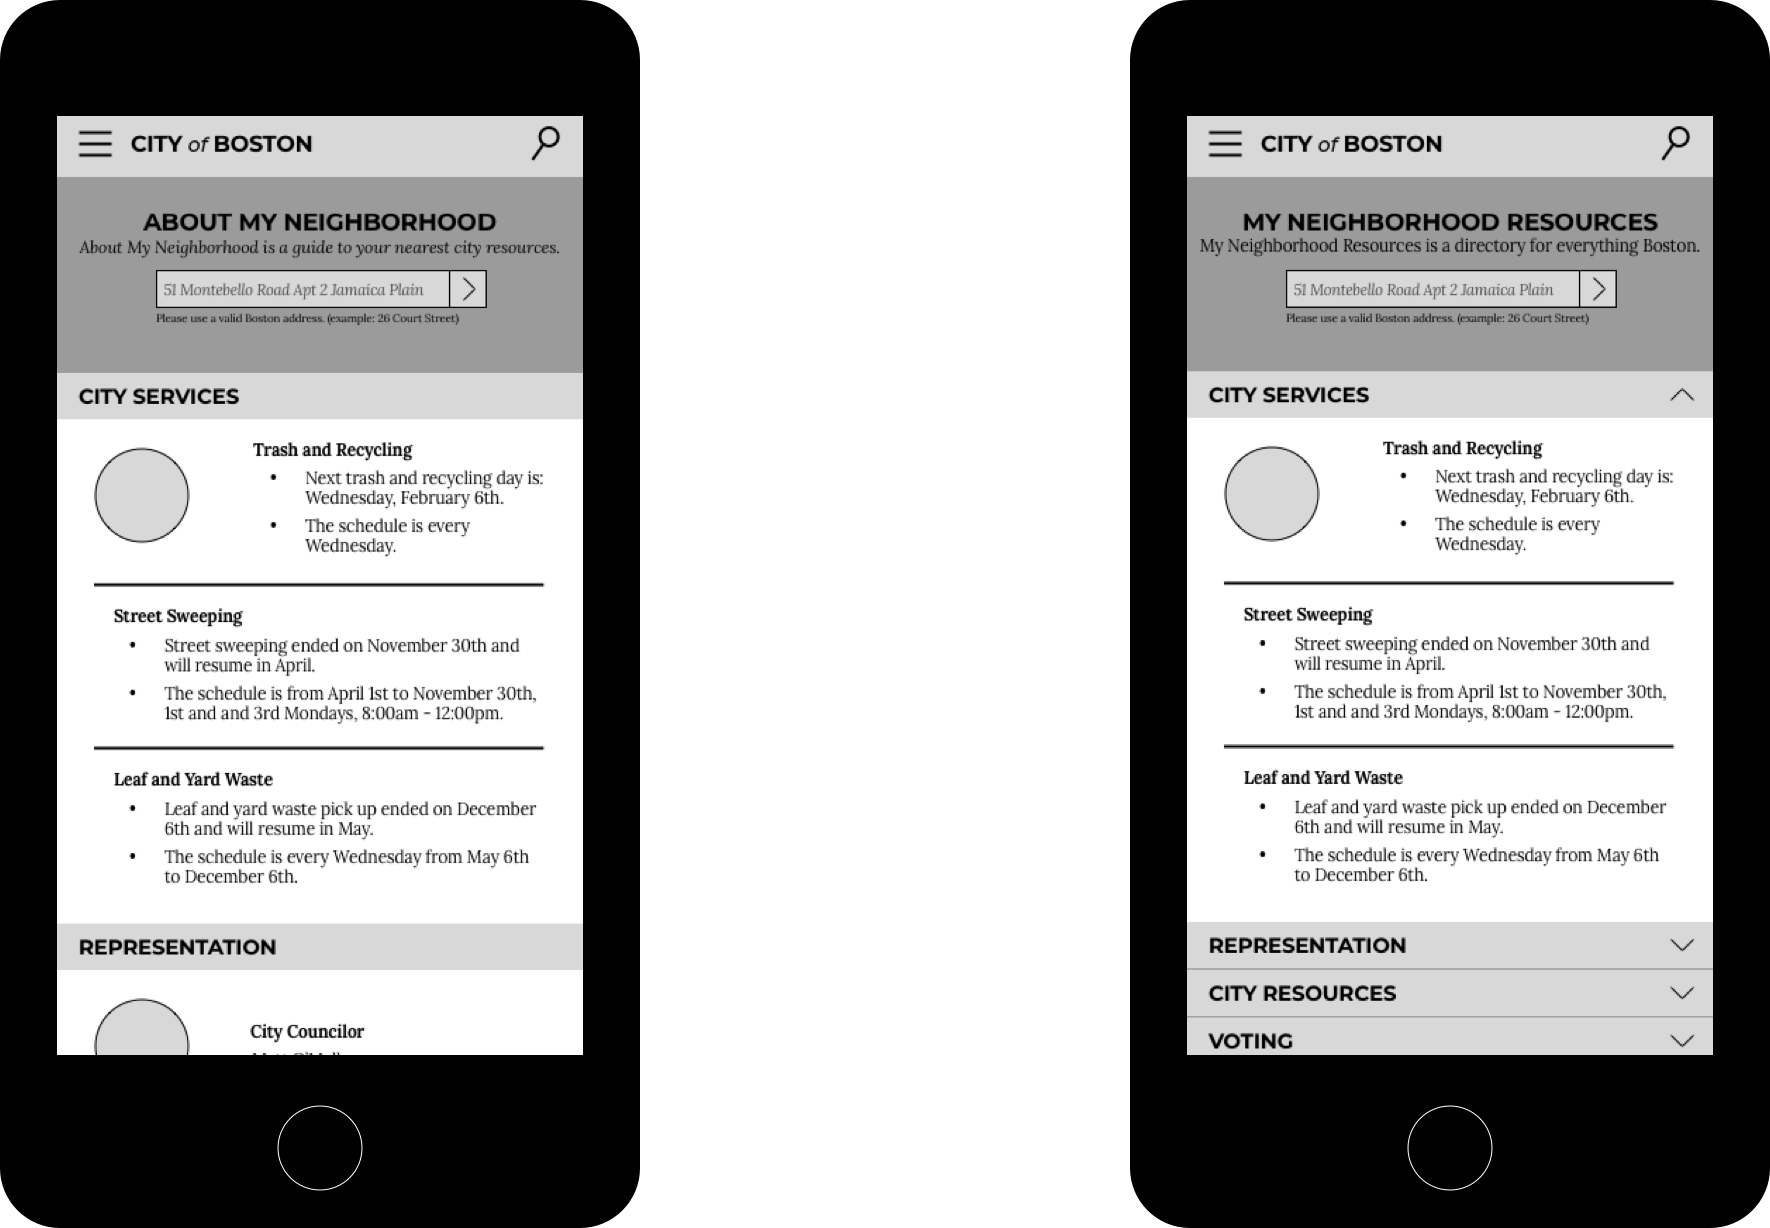 CITY of BOSTON
ABOUT MY NEIGHBORHOOD
About My Neighborhood is a guide to your nearest city resources.
51 Montebello Road Apt 2 Jamaica Plain
Please use a valid Boston address. (example: 26 Court Street)
CITY SERVICES
Trash and Recycling
• Next trash and recycling day is:
Wednesday, February 6th.
• The schedule is every
Wednesday.
Street Sweeping
• Street sweeping ended on November 30th and
will resume in April.
• The schedule is from April 1st to November 30th,
1st and and 3rd Mondays, 8:00am - 12:00pm.
Leaf and Yard Waste
• Leaf and yard waste pick up ended on December
6th and will resume in May.
• The schedule is every Wednesday from May 6th
to December 6th.
REPRESENTATION
City Councilor
CITY of BOSTON
MY NEIGHBORHOOD RESOURCES
My Neighborhood Resources is a directory for everything Boston.
51 Montebello Road Apt 2 Jamaica Plain
Please use a valid Boston address. (example: 26 Court Street)
CITY SERVICES
Trash and Recycling
• Next trash and recycling day is:
Wednesday, February 6th.
• The schedule is every
Wednesday.
Street Sweeping
• Street sweeping ended on November 30th and
will resume in April.
• The schedule is from April 1st to November 30th,
1st and and 3rd Mondays, 8:00am - 12:00pm.
Leaf and Yard Waste
• Leaf and yard waste pick up ended on December
6th and will resume in May.
• The schedule is every Wednesday from May 6th
to December 6th.
REPRESENTATION
CITY RESOURCES
VOTING